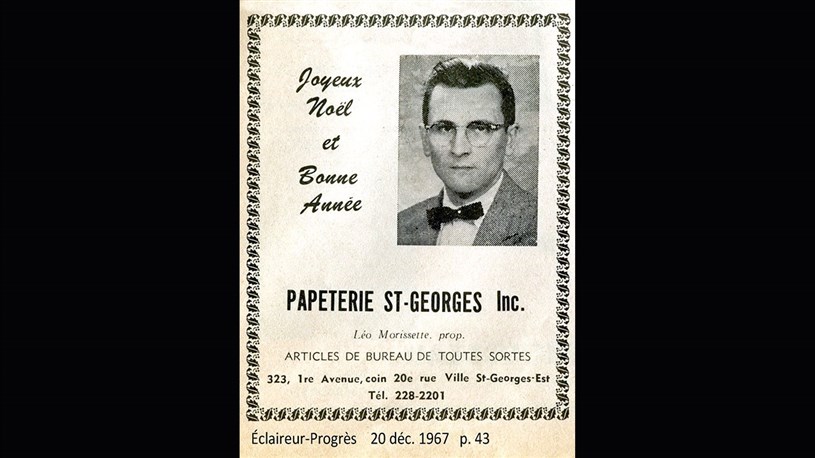 Joyeux
Noël
et
Bonne
Année
PAPETERIE ST-GEORGES Inc.
Léo Morissette, prop.
ARTICLES DE BUREAU DE TOUTES SORTES
323, 1re Avenue, coin 20e rue Ville St-Georges-Est
Tél. 228-2201
Éclaireur-Progrès 20 déc. 1967 p. 43